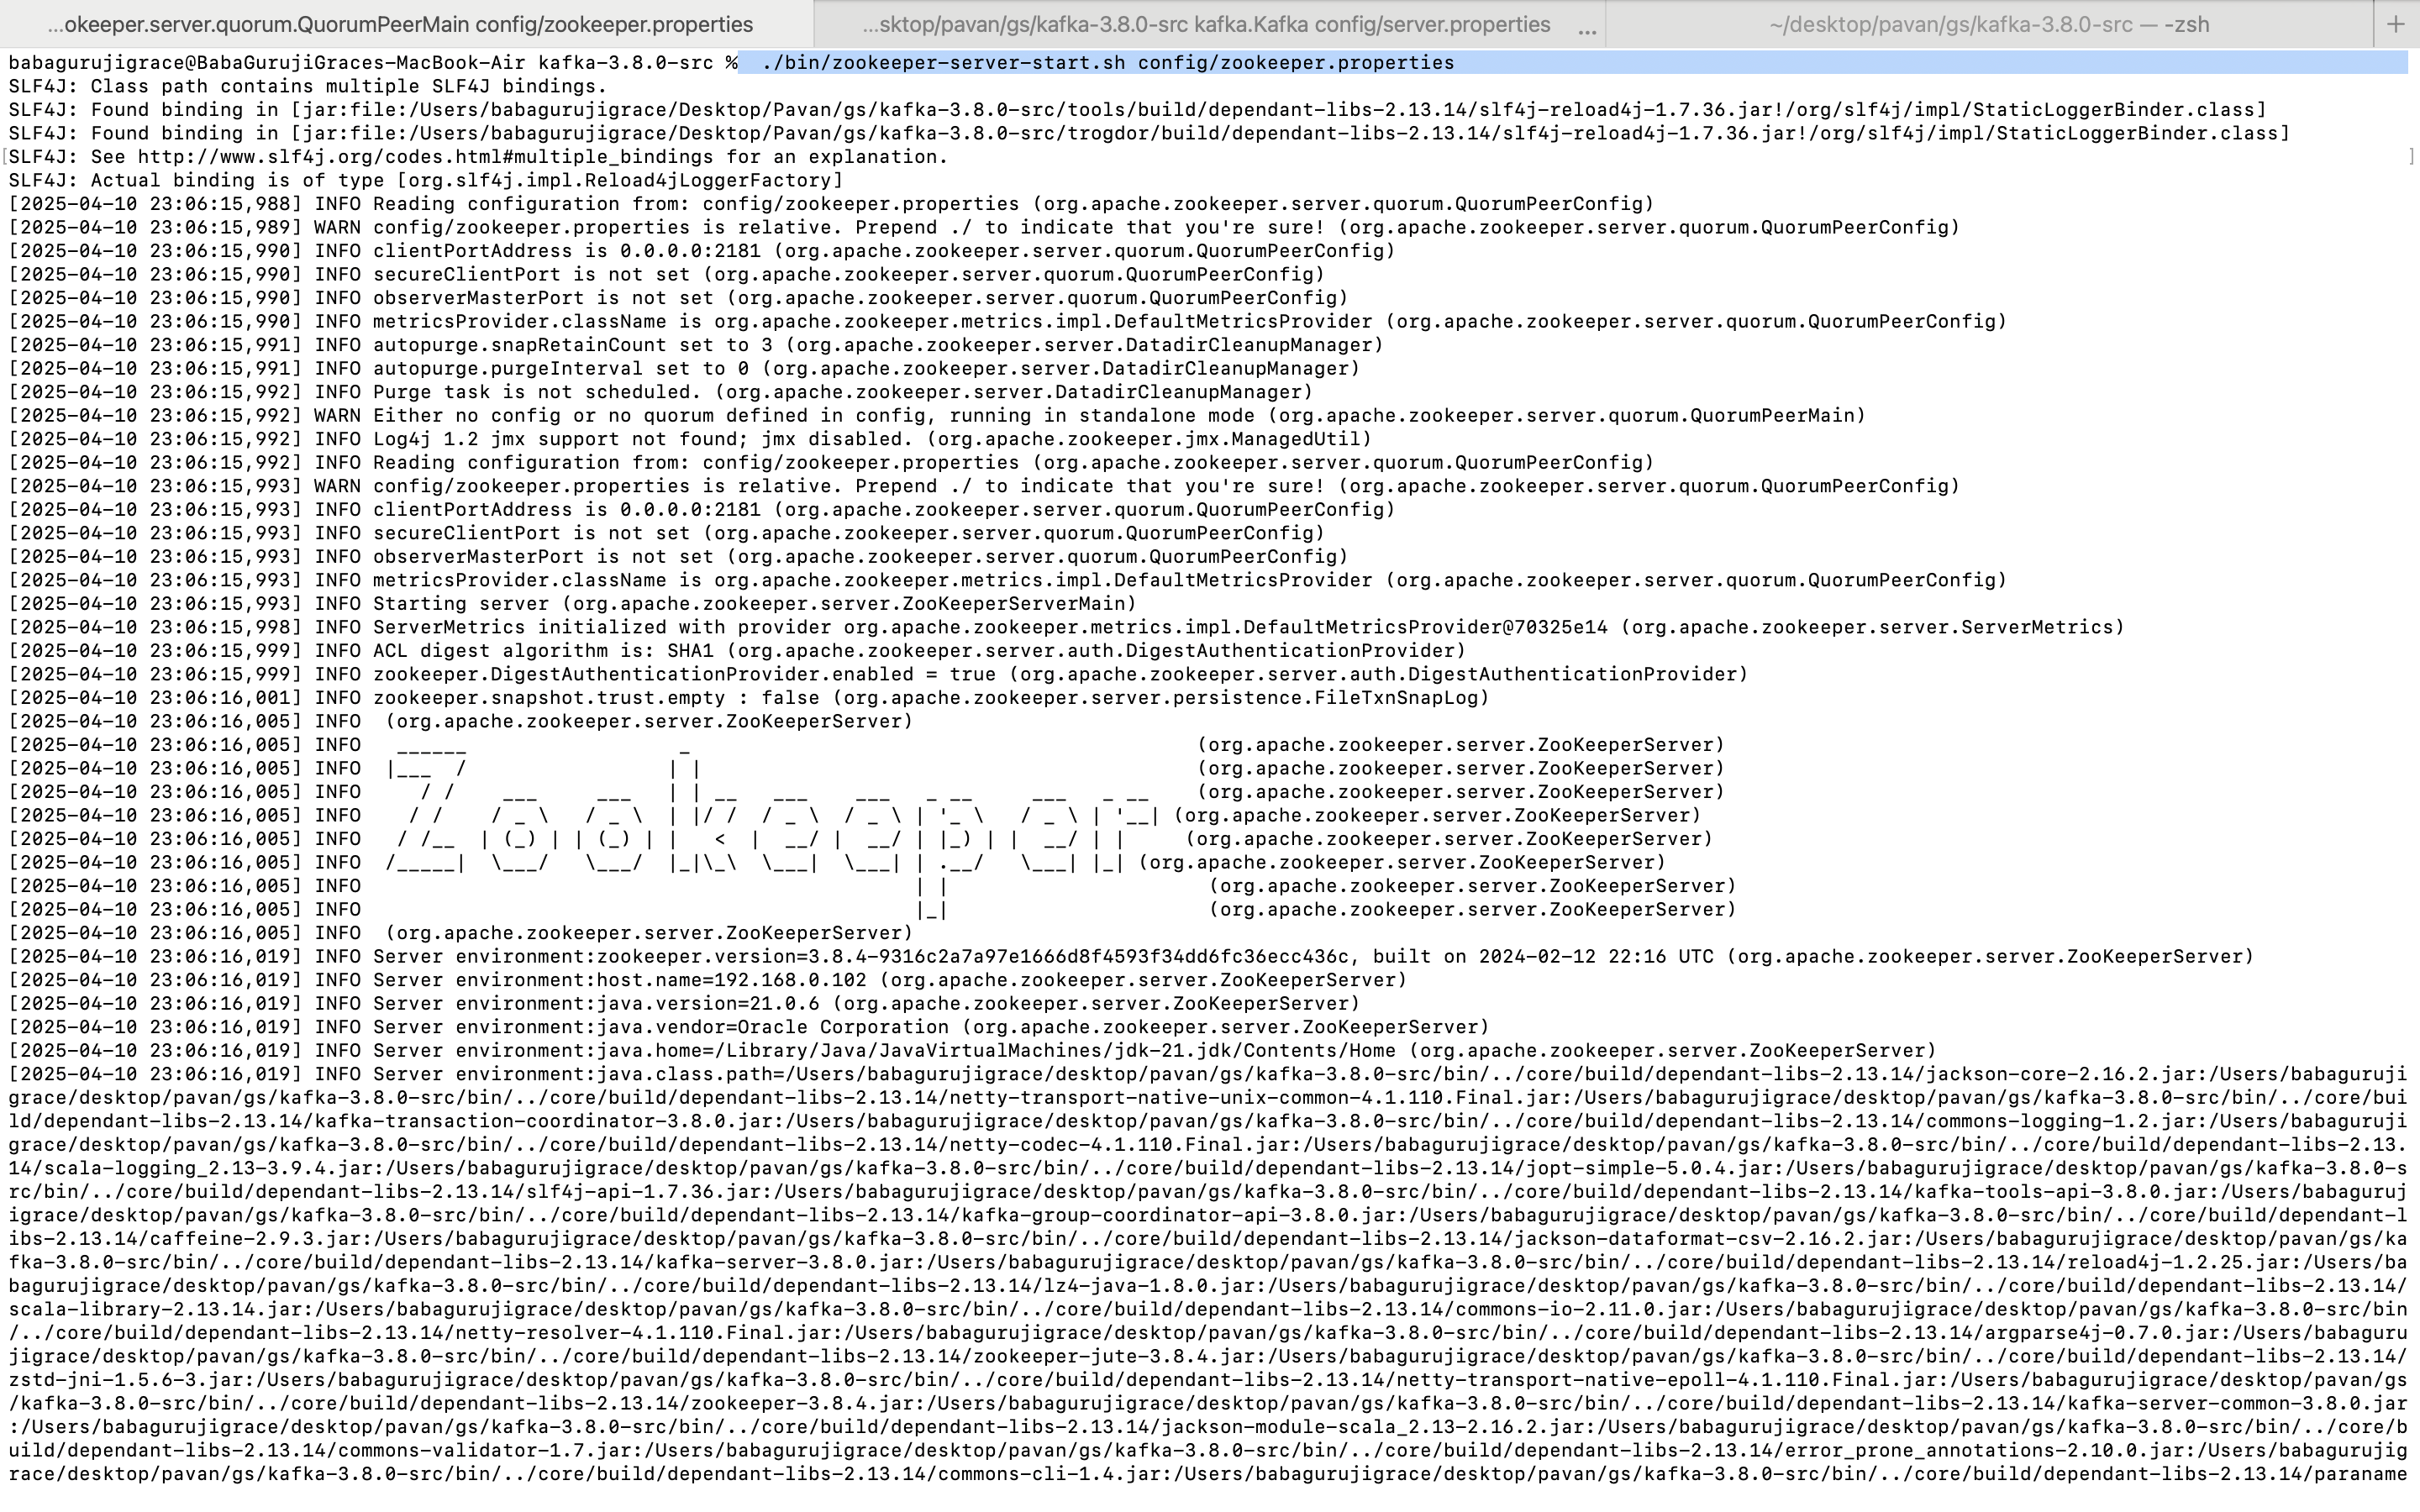 ...okeeper.server.quorum.QuorumPeerMain config/zookeeper.properties
...sktop/pavan/gs/kafka-3.8.0-src kafka.Kafka config/server.properties ...
~/desktop/pavan/gs/kafka-3.8.0-src — -zsh +
babagurujigrace@BabaGurujiGraces-MacBook-Air kafka-3.8.0-src %  ./bin/zookeeper-server-start.sh config/zookeeper.properties
SLF4J: Class path contains multiple SLF4J bindings.
SLF4J: Found binding in [jar:file:/Users/babagurujigrace/Desktop/Pavan/gs/kafka-3.8.0-src/tools/build/dependant-libs-2.13.14/slf4j-reload4j-1.7.36.jar!/org/slf4j/impl/StaticLoggerBinder.class]
SLF4J: Found binding in [jar:file:/Users/babagurujigrace/Desktop/Pavan/gs/kafka-3.8.0-src/trogdor/build/dependant-libs-2.13.14/slf4j-reload4j-1.7.36.jar!/org/slf4j/impl/StaticLoggerBinder.class]
[SLF4J: See http://www.slf4j.org/codes.html#multiple_bindings for an explanation. ]
SLF4J: Actual binding is of type [org.slf4j.impl.Reload4jLoggerFactory]
[2025-04-10 23:06:15,988] INFO Reading configuration from: config/zookeeper.properties (org.apache.zookeeper.server.quorum.QuorumPeerConfig)
[2025-04-10 23:06:15,989] WARN config/zookeeper.properties is relative. Prepend ./ to indicate that you're sure! (org.apache.zookeeper.server.quorum.QuorumPeerConfig)
[2025-04-10 23:06:15,990] INFO clientPortAddress is 0.0.0.0:2181 (org.apache.zookeeper.server.quorum.QuorumPeerConfig)
[2025-04-10 23:06:15,990] INFO secureClientPort is not set (org.apache.zookeeper.server.quorum.QuorumPeerConfig)
[2025-04-10 23:06:15,990] INFO observerMasterPort is not set (org.apache.zookeeper.server.quorum.QuorumPeerConfig)
[2025-04-10 23:06:15,990] INFO metricsProvider.className is org.apache.zookeeper.metrics.impl.DefaultMetricsProvider (org.apache.zookeeper.server.quorum.QuorumPeerConfig)
[2025-04-10 23:06:15,991] INFO autopurge.snapRetainCount set to 3 (org.apache.zookeeper.server.DatadirCleanupManager)
[2025-04-10 23:06:15,991] INFO autopurge.purgeInterval set to 0 (org.apache.zookeeper.server.DatadirCleanupManager)
[2025-04-10 23:06:15,992] INFO Purge task is not scheduled. (org.apache.zookeeper.server.DatadirCleanupManager)
[2025-04-10 23:06:15,992] WARN Either no config or no quorum defined in config, running in standalone mode (org.apache.zookeeper.server.quorum.QuorumPeerMain)
[2025-04-10 23:06:15,992] INFO Log4j 1.2 jmx support not found; jmx disabled. (org.apache.zookeeper.jmx.ManagedUtil)
[2025-04-10 23:06:15,992] INFO Reading configuration from: config/zookeeper.properties (org.apache.zookeeper.server.quorum.QuorumPeerConfig)
[2025-04-10 23:06:15,993] WARN config/zookeeper.properties is relative. Prepend ./ to indicate that you're sure! (org.apache.zookeeper.server.quorum.QuorumPeerConfig)
[2025-04-10 23:06:15,993] INFO clientPortAddress is 0.0.0.0:2181 (org.apache.zookeeper.server.quorum.QuorumPeerConfig)
[2025-04-10 23:06:15,993] INFO secureClientPort is not set (org.apache.zookeeper.server.quorum.QuorumPeerConfig)
[2025-04-10 23:06:15,993] INFO observerMasterPort is not set (org.apache.zookeeper.server.quorum.QuorumPeerConfig)
[2025-04-10 23:06:15,993] INFO metricsProvider.className is org.apache.zookeeper.metrics.impl.DefaultMetricsProvider (org.apache.zookeeper.server.quorum.QuorumPeerConfig)
[2025-04-10 23:06:15,993] INFO Starting server (org.apache.zookeeper.server.ZooKeeperServerMain)
[2025-04-10 23:06:15,998] INFO ServerMetrics initialized with provider org.apache.zookeeper.metrics.impl.DefaultMetricsProvider@70325e14 (org.apache.zookeeper.server.ServerMetrics)
[2025-04-10 23:06:15,999] INFO ACL digest algorithm is: SHA1 (org.apache.zookeeper.server.auth.DigestAuthenticationProvider)
[2025-04-10 23:06:15,999] INFO zookeeper.DigestAuthenticationProvider.enabled = true (org.apache.zookeeper.server.auth.DigestAuthenticationProvider)
[2025-04-10 23:06:16,001] INFO zookeeper.snapshot.trust.empty : false (org.apache.zookeeper.server.persistence.FileTxnSnapLog)
[2025-04-10 23:06:16,005] INFO  (org.apache.zookeeper.server.ZooKeeperServer)
[2025-04-10 23:06:16,005] INFO   ______                  _                                           (org.apache.zookeeper.server.ZooKeeperServer)
[2025-04-10 23:06:16,005] INFO  |___  /                 | |                                          (org.apache.zookeeper.server.ZooKeeperServer)
[2025-04-10 23:06:16,005] INFO     / /    ___     ___   | | __   ___    ___   _ __    ___   _ __    (org.apache.zookeeper.server.ZooKeeperServer)
[2025-04-10 23:06:16,005] INFO    / /    / _ \   / _ \  | |/ /  / _ \  / _ \ | '_ \   / _ \ | '__| (org.apache.zookeeper.server.ZooKeeperServer)
[2025-04-10 23:06:16,005] INFO   / /__  | (_) | | (_) | |   <  |  __/ |  __/ | |_) | |  __/ | |     (org.apache.zookeeper.server.ZooKeeperServer)
[2025-04-10 23:06:16,005] INFO  /_____|  \___/   \___/  |_|\_\  \___|  \___| | .__/   \___| |_| (org.apache.zookeeper.server.ZooKeeperServer)
[2025-04-10 23:06:16,005] INFO                                               | |                      (org.apache.zookeeper.server.ZooKeeperServer)
[2025-04-10 23:06:16,005] INFO                                               |_|                      (org.apache.zookeeper.server.ZooKeeperServer)
[2025-04-10 23:06:16,005] INFO  (org.apache.zookeeper.server.ZooKeeperServer)
[2025-04-10 23:06:16,019] INFO Server environment:zookeeper.version=3.8.4-9316c2a7a97e1666d8f4593f34dd6fc36ecc436c, built on 2024-02-12 22:16 UTC (org.apache.zookeeper.server.ZooKeeperServer)
[2025-04-10 23:06:16,019] INFO Server environment:host.name=192.168.0.102 (org.apache.zookeeper.server.ZooKeeperServer)
[2025-04-10 23:06:16,019] INFO Server environment:java.version=21.0.6 (org.apache.zookeeper.server.ZooKeeperServer)
[2025-04-10 23:06:16,019] INFO Server environment:java.vendor=Oracle Corporation (org.apache.zookeeper.server.ZooKeeperServer)
[2025-04-10 23:06:16,019] INFO Server environment:java.home=/Library/Java/JavaVirtualMachines/jdk-21.jdk/Contents/Home (org.apache.zookeeper.server.ZooKeeperServer)
[2025-04-10 23:06:16,019] INFO Server environment:java.class.path=/Users/babagurujigrace/desktop/pavan/gs/kafka-3.8.0-src/bin/../core/build/dependant-libs-2.13.14/jackson-core-2.16.2.jar:/Users/babaguruji
grace/desktop/pavan/gs/kafka-3.8.0-src/bin/../core/build/dependant-libs-2.13.14/netty-transport-native-unix-common-4.1.110.Final.jar:/Users/babagurujigrace/desktop/pavan/gs/kafka-3.8.0-src/bin/../core/bui
ld/dependant-libs-2.13.14/kafka-transaction-coordinator-3.8.0.jar:/Users/babagurujigrace/desktop/pavan/gs/kafka-3.8.0-src/bin/../core/build/dependant-libs-2.13.14/commons-logging-1.2.jar:/Users/babaguruji
grace/desktop/pavan/gs/kafka-3.8.0-src/bin/../core/build/dependant-libs-2.13.14/netty-codec-4.1.110.Final.jar:/Users/babagurujigrace/desktop/pavan/gs/kafka-3.8.0-src/bin/../core/build/dependant-libs-2.13.
14/scala-logging_2.13-3.9.4.jar:/Users/babagurujigrace/desktop/pavan/gs/kafka-3.8.0-src/bin/../core/build/dependant-libs-2.13.14/jopt-simple-5.0.4.jar:/Users/babagurujigrace/desktop/pavan/gs/kafka-3.8.0-s
rc/bin/../core/build/dependant-libs-2.13.14/slf4j-api-1.7.36.jar:/Users/babagurujigrace/desktop/pavan/gs/kafka-3.8.0-src/bin/../core/build/dependant-libs-2.13.14/kafka-tools-api-3.8.0.jar:/Users/babaguruj
igrace/desktop/pavan/gs/kafka-3.8.0-src/bin/../core/build/dependant-libs-2.13.14/kafka-group-coordinator-api-3.8.0.jar:/Users/babagurujigrace/desktop/pavan/gs/kafka-3.8.0-src/bin/../core/build/dependant-l
ibs-2.13.14/caffeine-2.9.3.jar:/Users/babagurujigrace/desktop/pavan/gs/kafka-3.8.0-src/bin/../core/build/dependant-libs-2.13.14/jackson-dataformat-csv-2.16.2.jar:/Users/babagurujigrace/desktop/pavan/gs/ka
fka-3.8.0-src/bin/../core/build/dependant-libs-2.13.14/kafka-server-3.8.0.jar:/Users/babagurujigrace/desktop/pavan/gs/kafka-3.8.0-src/bin/../core/build/dependant-libs-2.13.14/reload4j-1.2.25.jar:/Users/ba
bagurujigrace/desktop/pavan/gs/kafka-3.8.0-src/bin/../core/build/dependant-libs-2.13.14/lz4-java-1.8.0.jar:/Users/babagurujigrace/desktop/pavan/gs/kafka-3.8.0-src/bin/../core/build/dependant-libs-2.13.14/
scala-library-2.13.14.jar:/Users/babagurujigrace/desktop/pavan/gs/kafka-3.8.0-src/bin/../core/build/dependant-libs-2.13.14/commons-io-2.11.0.jar:/Users/babagurujigrace/desktop/pavan/gs/kafka-3.8.0-src/bin
/../core/build/dependant-libs-2.13.14/netty-resolver-4.1.110.Final.jar:/Users/babagurujigrace/desktop/pavan/gs/kafka-3.8.0-src/bin/../core/build/dependant-libs-2.13.14/argparse4j-0.7.0.jar:/Users/babaguru
jigrace/desktop/pavan/gs/kafka-3.8.0-src/bin/../core/build/dependant-libs-2.13.14/zookeeper-jute-3.8.4.jar:/Users/babagurujigrace/desktop/pavan/gs/kafka-3.8.0-src/bin/../core/build/dependant-libs-2.13.14/
zstd-jni-1.5.6-3.jar:/Users/babagurujigrace/desktop/pavan/gs/kafka-3.8.0-src/bin/../core/build/dependant-libs-2.13.14/netty-transport-native-epoll-4.1.110.Final.jar:/Users/babagurujigrace/desktop/pavan/gs
/kafka-3.8.0-src/bin/../core/build/dependant-libs-2.13.14/zookeeper-3.8.4.jar:/Users/babagurujigrace/desktop/pavan/gs/kafka-3.8.0-src/bin/../core/build/dependant-libs-2.13.14/kafka-server-common-3.8.0.jar
:/Users/babagurujigrace/desktop/pavan/gs/kafka-3.8.0-src/bin/../core/build/dependant-libs-2.13.14/jackson-module-scala_2.13-2.16.2.jar:/Users/babagurujigrace/desktop/pavan/gs/kafka-3.8.0-src/bin/../core/b
uild/dependant-libs-2.13.14/commons-validator-1.7.jar:/Users/babagurujigrace/desktop/pavan/gs/kafka-3.8.0-src/bin/../core/build/dependant-libs-2.13.14/error_prone_annotations-2.10.0.jar:/Users/babagurujig
race/desktop/pavan/gs/kafka-3.8.0-src/bin/../core/build/dependant-libs-2.13.14/commons-cli-1.4.jar:/Users/babagurujigrace/desktop/pavan/gs/kafka-3.8.0-src/bin/../core/build/dependant-libs-2.13.14/paraname